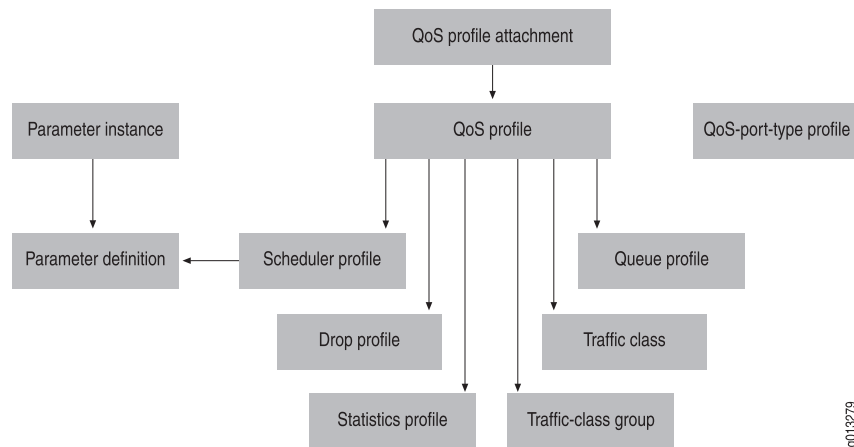 QoS profile attachment
Parameter instance
QoS profile
QoS-port-type profile
Parameter definition
Scheduler profile
Queue profile
Drop profile
Traffic class
Statistics profile
Traffic-class group
g013279